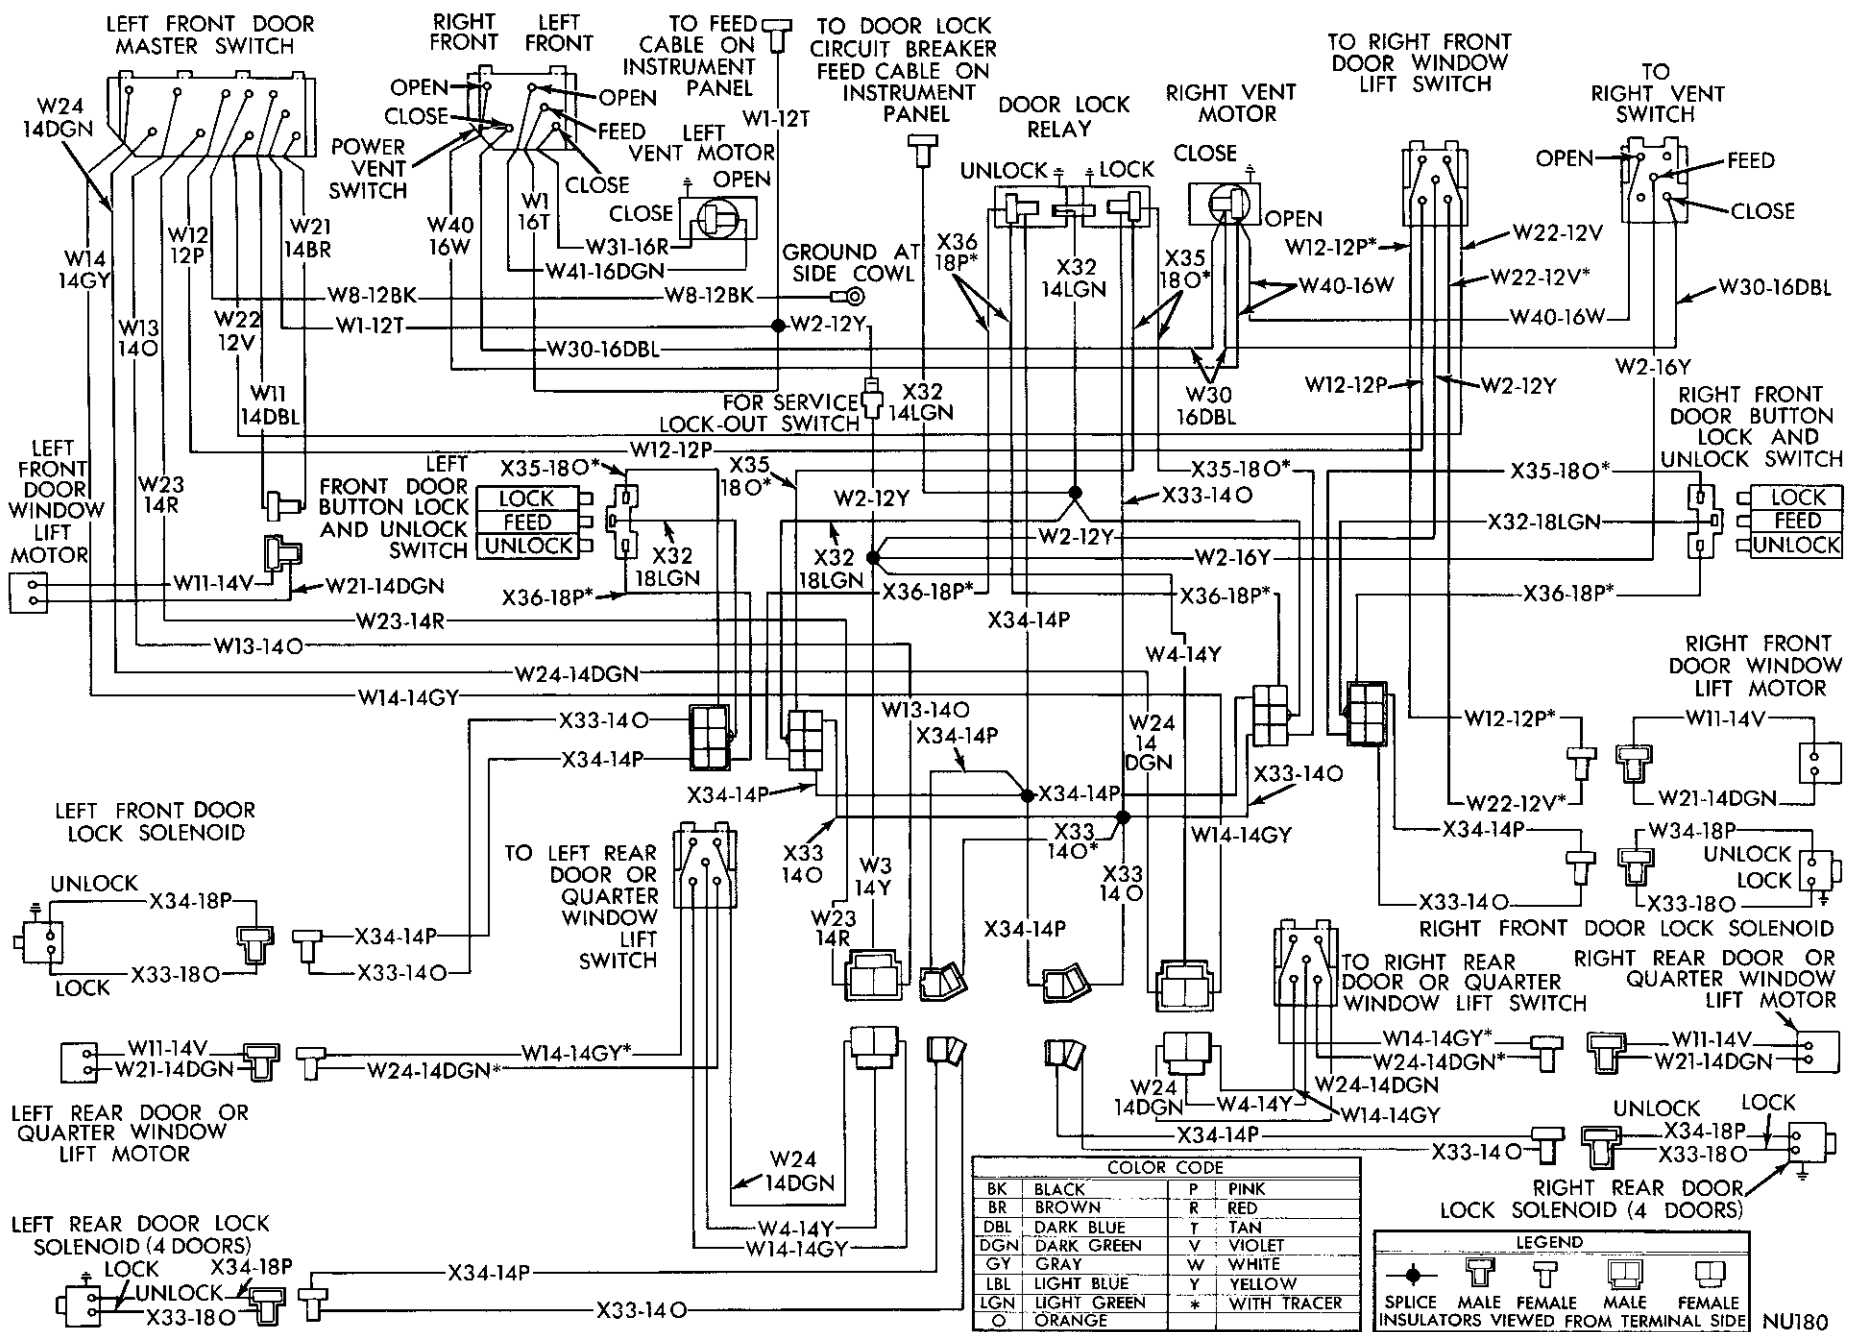 LEFT FRONT DOOR
MASTER SWITCH
RIGHT
FRONT
LEFT
FRONT
TO FEED
CABLE ON
INSTRUMENT
PANEL
TO DOOR LOCK
CIRCUIT BREAKER
FEED CABLE ON
INSTRUMENT
PANEL
DOOR LOCK
RELAY
RIGHT VENT
MOTOR
TO RIGHT FRONT
DOOR WINDOW
LIFT SWITCH
TO
RIGHT VENT
SWITCH
W24
14DGN
OPEN
CLOSE
OPEN
FEED
CLOSE
POWER
VENT
SWITCH
LEFT
VENT MOTOR
OPEN
CLOSE
W1-12T
UNLOCK
LOCK
CLOSE
OPEN
OPEN
FEED
CLOSE
W14
14GY
W12
12P
W21
14BR
W40
16W
W1
16T
W31-16R
W41-16DGN
GROUND AT
SIDE COWL
X36
18P*
X32
14LGN
X35
18O*
W12-12P*
W22-12V
W22-12V*
W40-16W
W40-16W
W30-16DBL
W8-12BK
W8-12BK
W13
14O
W22
12V
W1-12T
W2-12Y
W30-16DBL
W11
14DBL
FOR SERVICE
LOCK-OUT SWITCH
X32
14LGN
W30
16DBL
W12-12P
W2-12Y
W2-16Y
RIGHT FRONT
DOOR BUTTON
LOCK AND
UNLOCK SWITCH
LEFT
FRONT
DOOR
WINDOW
LIFT
MOTOR
W23
14R
W12-12P
LEFT
FRONT DOOR
BUTTON LOCK
AND UNLOCK
SWITCH
X35-18O*
LOCK
FEED
UNLOCK
X35
18O*
W2-12Y
X35-18O*
X33-14O
X35-18O*
LOCK
FEED
UNLOCK
X32
18LGN
X32
18LGN
W2-12Y
W2-16Y
X32-18LGN
W11-14V
W21-14DGN
X36-18P*
X36-18P*
X36-18P*
X36-18P*
W23-14R
X34-14P
W13-14O
W4-14Y
W24-14DGN
W14-14GY
RIGHT FRONT
DOOR WINDOW
LIFT MOTOR
X33-14O
X34-14P
W13-14O
X34-14P
W24
14
DGN
W12-12P*
W11-14V
X34-14P
X34-14P
X33-14O
W22-12V*
W21-14DGN
LEFT FRONT DOOR
LOCK SOLENOID
X33
14O
X33
14O*
W14-14GY
X34-14P
W34-18P
UNLOCK
LOCK
TO LEFT REAR
DOOR OR
QUARTER
WINDOW
LIFT
SWITCH
W3
14Y
X33
14O
X33-14O
X33-18O
RIGHT FRONT DOOR LOCK SOLENOID
UNLOCK
X34-18P
X34-14P
W23
14R
X34-14P
X33-18O
LOCK
X33-14O
TO RIGHT REAR
DOOR OR QUARTER
WINDOW LIFT SWITCH
RIGHT REAR DOOR OR
QUARTER WINDOW
LIFT MOTOR
W11-14V
W21-14DGN
W14-14GY*
W24-14DGN*
W14-14GY*
W24-14DGN*
W11-14V
W21-14DGN
LEFT REAR DOOR OR
QUARTER WINDOW
LIFT MOTOR
W24
14DGN
W4-14Y
W24-14DGN
W14-14GY
UNLOCK
LOCK
X34-14P
X34-18P
X33-14O
X33-18O
RIGHT REAR DOOR
LOCK SOLENOID (4 DOORS)
W24
14DGN
W4-14Y
W14-14GY
LEFT REAR DOOR LOCK
SOLENOID (4 DOORS)
LOCK
X34-18P
UNLOCK
X33-18O
X34-14P
X33-14O
COLOR CODE
BK BLACK P PINK
BR BROWN R RED
DBL DARK BLUE T TAN
DGN DARK GREEN V VIOLET
GY GRAY W WHITE
LBL LIGHT BLUE Y YELLOW
LGN LIGHT GREEN * WITH TRACER
O ORANGE
LEGEND
SPLICE MALE FEMALE MALE FEMALE
INSULATORS VIEWED FROM TERMINAL SIDE
NU180